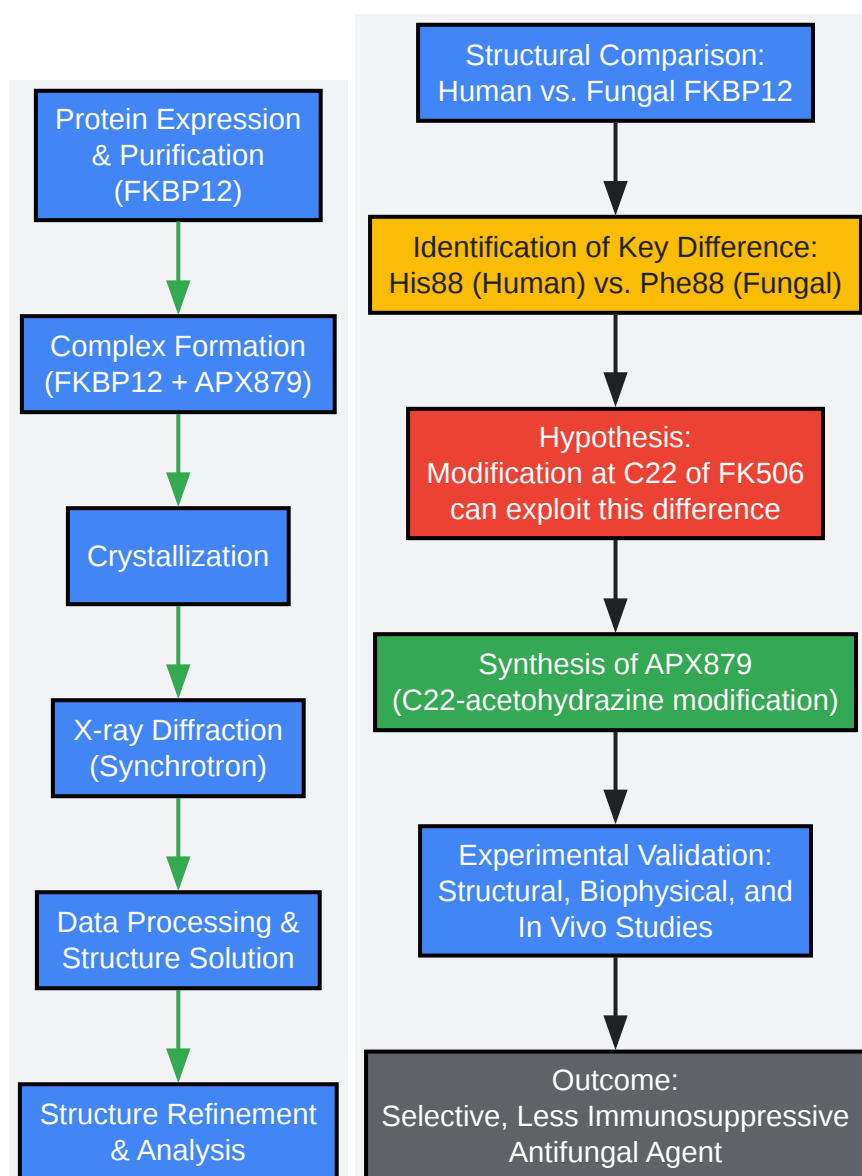 Protein Expression
& Purification
(FKBP12)
Complex Formation
(FKBP12 + APX879)
Crystallization
X-ray Diffraction
(Synchrotron)
Data Processing &
Structure Solution
Structure Refinement
& Analysis
Structural Comparison:
Human vs. Fungal FKBP12
Identification of Key Difference:
His88 (Human) vs. Phe88 (Fungal)
Hypothesis:
Modification at C22 of FK506
can exploit this difference
Synthesis of APX879
(C22-acetohydrazine modification)
Experimental Validation:
Structural, Biophysical, and
In Vivo Studies
Outcome:
Selective, Less Immunosuppressive
Antifungal Agent